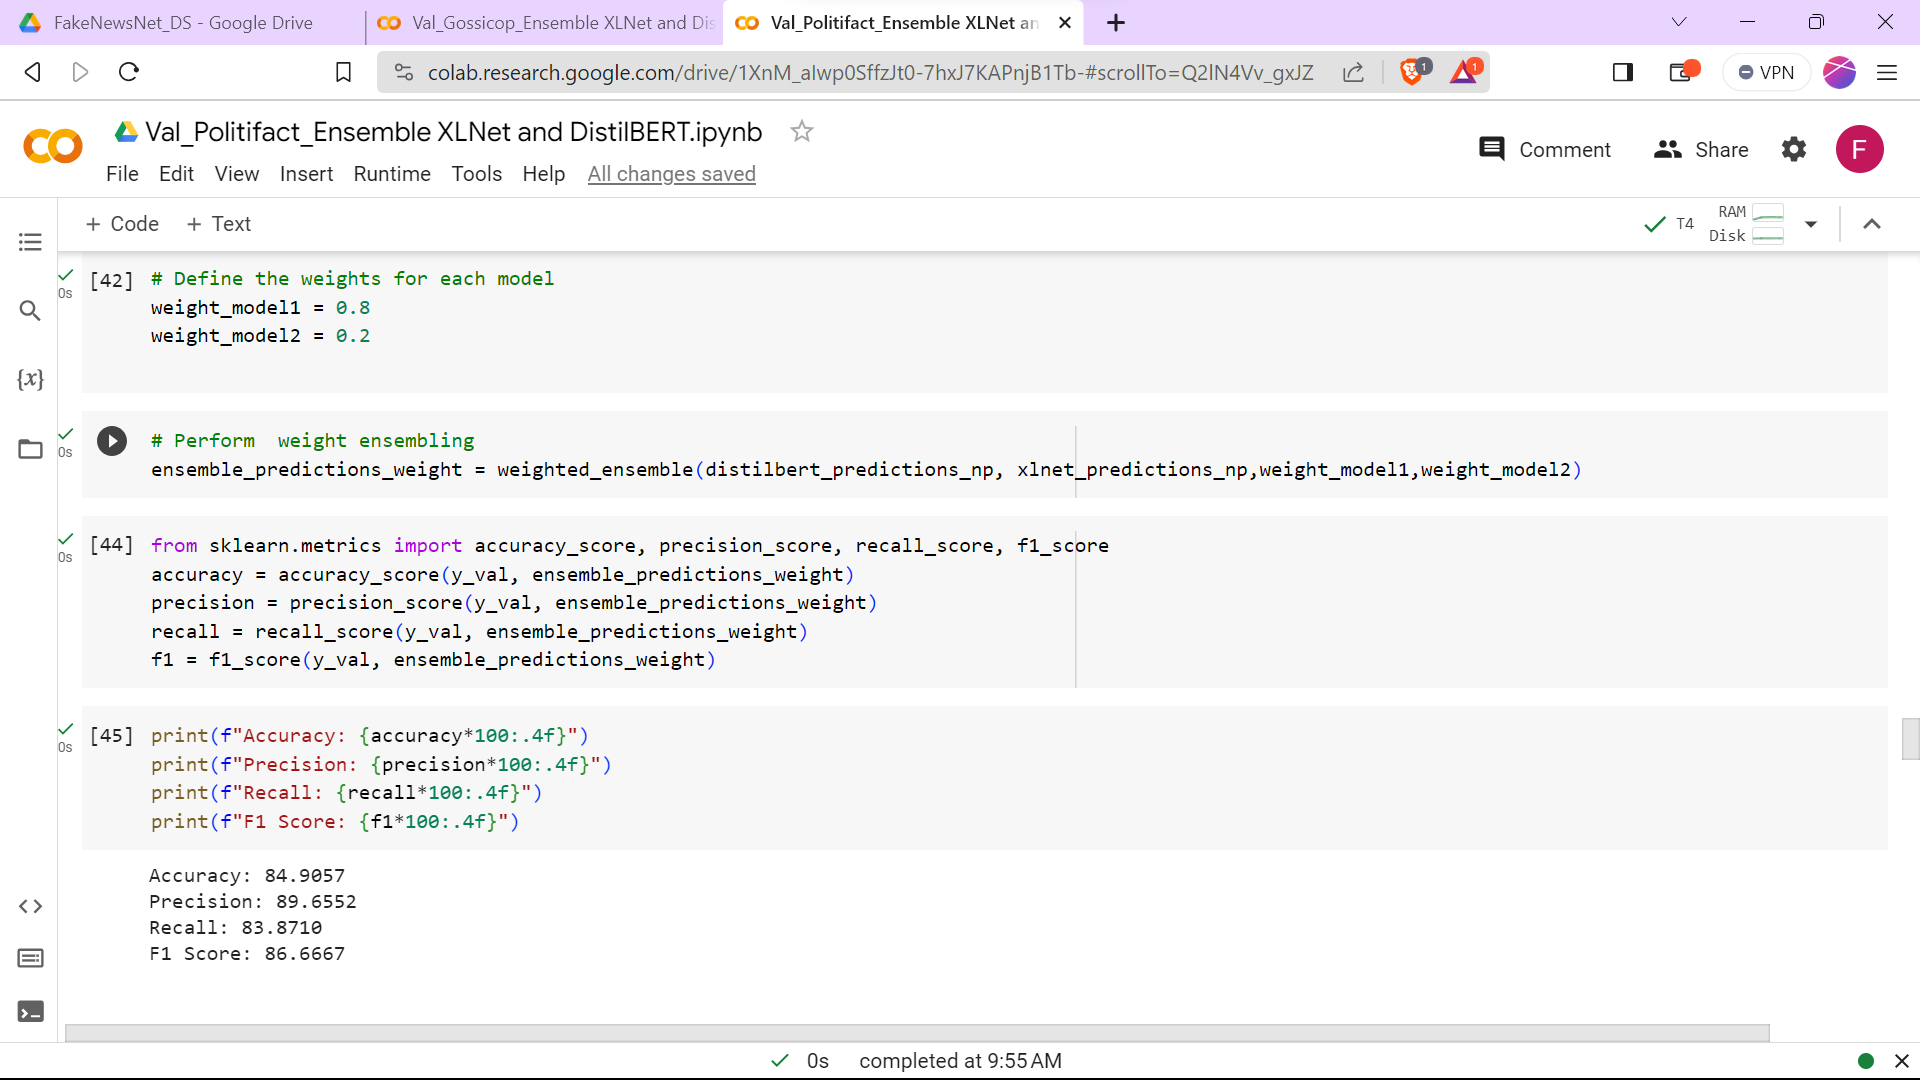 FakeNewsNet_DS - Google Drive
Val_Gossicop_Ensemble XLNet and Dis
Val_Politifact_Ensemble XLNet an
colab.research.google.com/drive/1XnM_alwp0SffzJt0-7hxJ7KAPnjB1Tb-#scrollTo=Q2lN4Vv_gxJZ
1
1
VPN
Val_Politifact_Ensemble XLNet and DistilBERT.ipynb
Comment
Share
F
File Edit View Insert Runtime Tools Help All changes saved
+ Code + Text
T4
RAM
Disk
[42] # Define the weights for each model
0s
weight_model1 = 0.8
weight_model2 = 0.2
{x}
# Perform  weight ensembling
0s
ensemble_predictions_weight = weighted_ensemble(distilbert_predictions_np, xlnet_predictions_np,weight_model1,weight_model2)
[44] from sklearn.metrics import accuracy_score, precision_score, recall_score, f1_score
0s
accuracy = accuracy_score(y_val, ensemble_predictions_weight)
precision = precision_score(y_val, ensemble_predictions_weight)
recall = recall_score(y_val, ensemble_predictions_weight)
f1 = f1_score(y_val, ensemble_predictions_weight)
[45] print(f"Accuracy: {accuracy*100:.4f}")
0s
print(f"Precision: {precision*100:.4f}")
print(f"Recall: {recall*100:.4f}")
print(f"F1 Score: {f1*100:.4f}")
Accuracy: 84.9057
Precision: 89.6552
Recall: 83.8710
F1 Score: 86.6667
0s completed at 9:55 AM